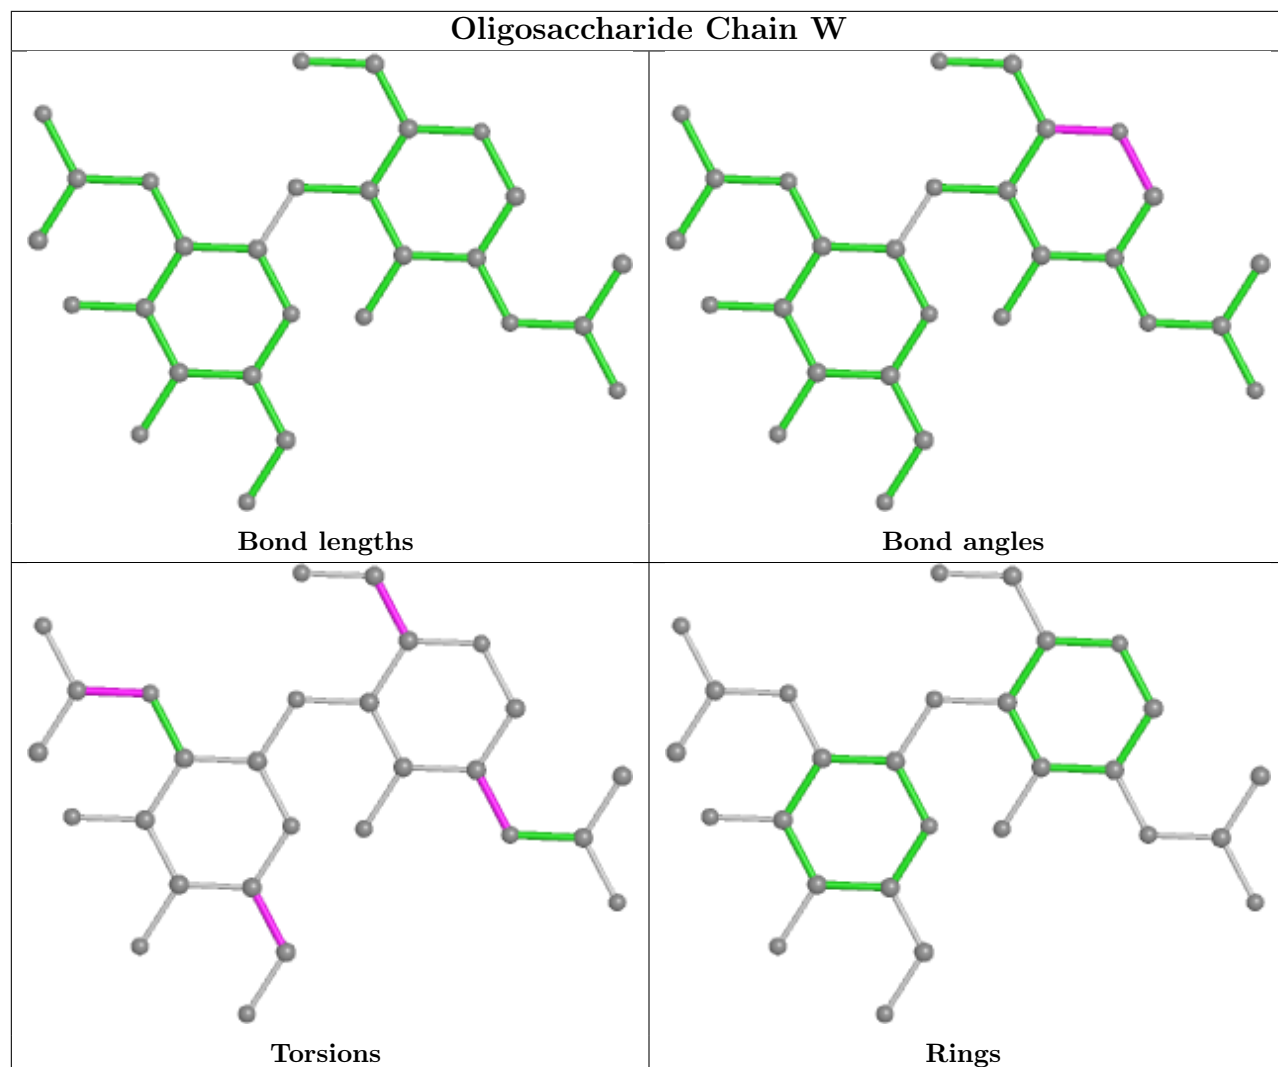 Oligosaccharide Chain W
Bond lengths
Bond angles
Torsions
Rings